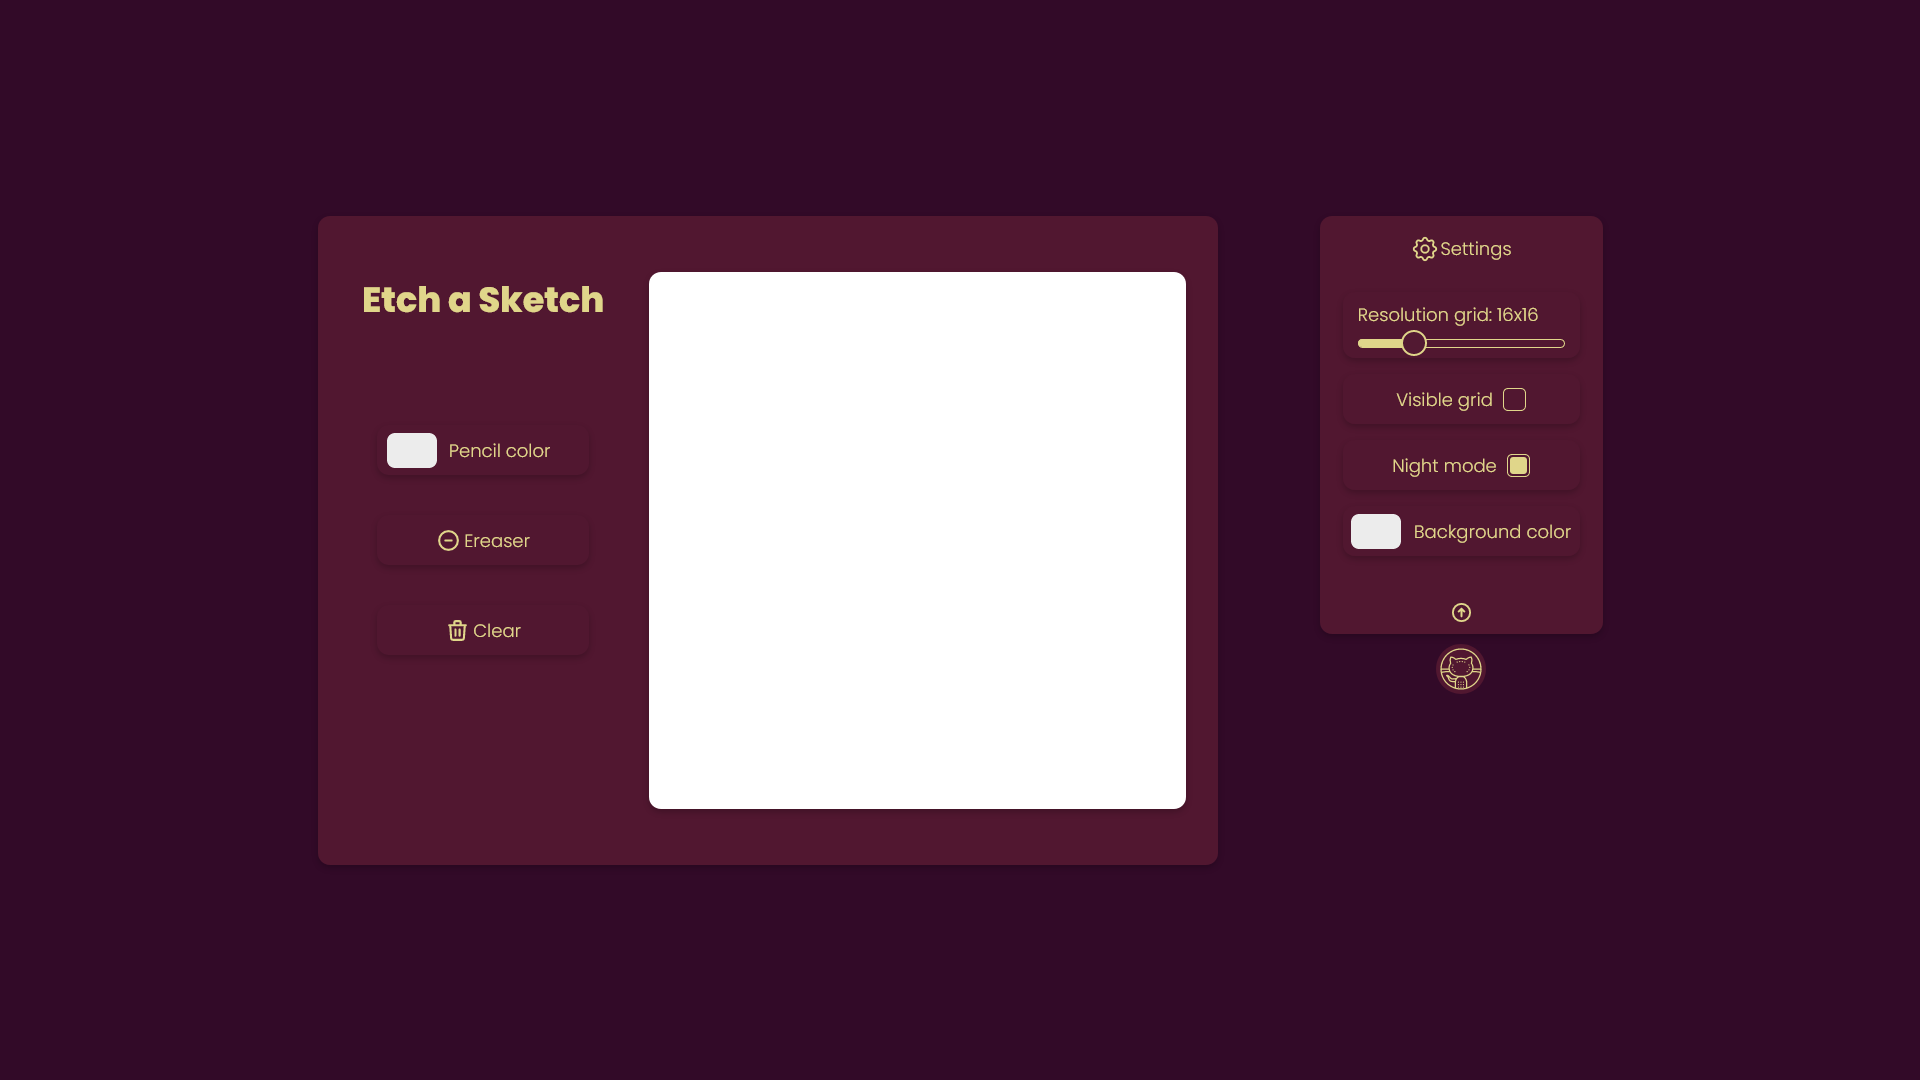 Etch a Sketch
Pencil color
Ereaser
Clear
Settings
Resolution grid: 16x16
Visible grid
Night mode
Background color